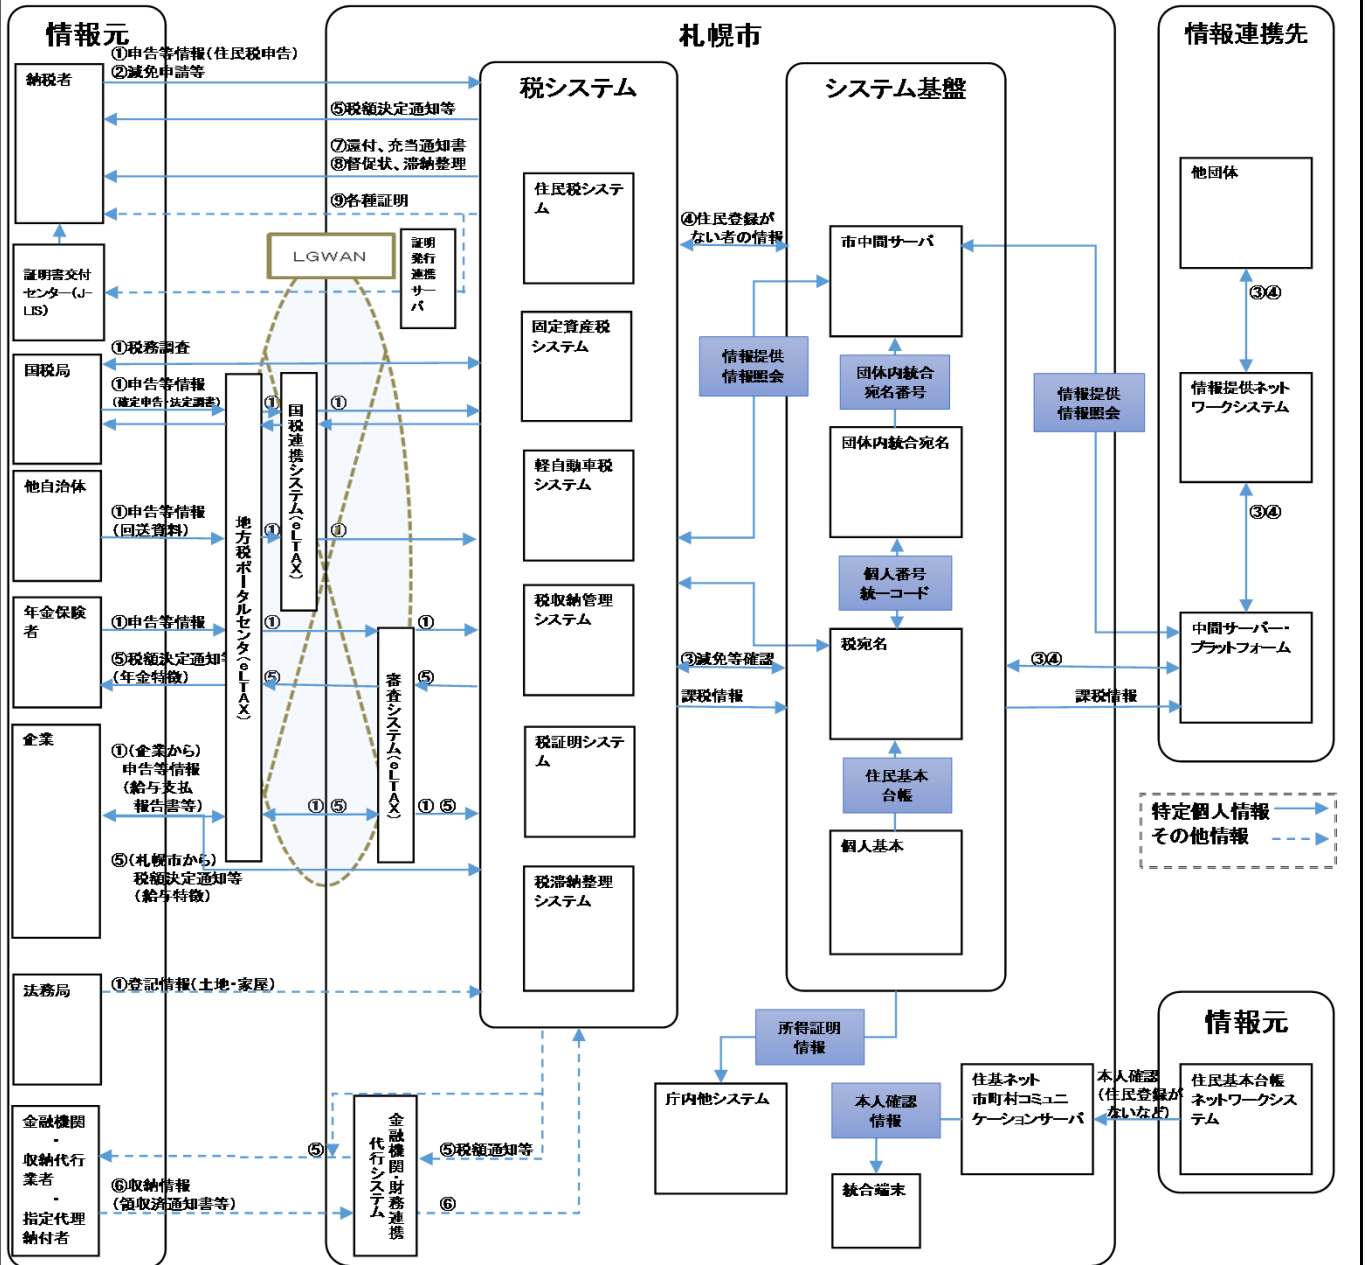 情報元
①申告等情報(住民税申告)
②減免申請等
納税者
⑤税額決定通知等
⑦還付、充当通知書
⑧督促状、滞納整理
⑨各種証明
証明書交付
センター(J-
LIS)
LGWAN
証明
発行
連携
サー
バ
国税局
①税務調査
①申告等情報
(確定申告・法定調書)
①
①
国税連携システム(eLTAX)
地方税ポータルセンタ(eLTAX)
他自治体
①申告等情報
(回送資料)
①
①
年金保険
者
①申告等情報
①
①
⑤税額決定通知等
(年金特徴)
⑤
⑤
審査システム(eLTAX)
企業
①(企業から)
申告等情報
(給与支払
報告書等)
① ⑤
① ⑤
⑤(札幌市から)
税額決定通知等
(給与特徴)
法務局
①登記情報(土地・家屋)
金融機関
・
収納代行
業者
・
指定代理
納付者
⑤
⑤税額通知等
⑥収納情報
(領収済通知書等)
⑥
金融機関・財務連携
代行システム
札幌市
税システム
住民税システ
ム
固定資産税
システム
軽自動車税
システム
税収納管理
システム
税証明システ
ム
税滞納整理
システム
④住民登録が
ない者の情報
情報提供
情報照会
③減免等確認
課税情報
システム基盤
市中間サーバ
団体内統合
宛名番号
団体内統合宛名
個人番号
統一コード
税宛名
住民基本
台帳
個人基本
所得証明
情報
庁内他システム
本人確認
情報
統合端末
住基ネット
市町村コミュニ
ケーションサーバ
情報提供
情報照会
③④
課税情報
情報連携先
他団体
③④
情報提供ネット
ワークシステム
③④
中間サーバー・
プラットフォーム
特定個人情報
その他情報
情報元
本人確認
(住民登録が
ないなど)
住民基本台帳
ネットワークシス
テム